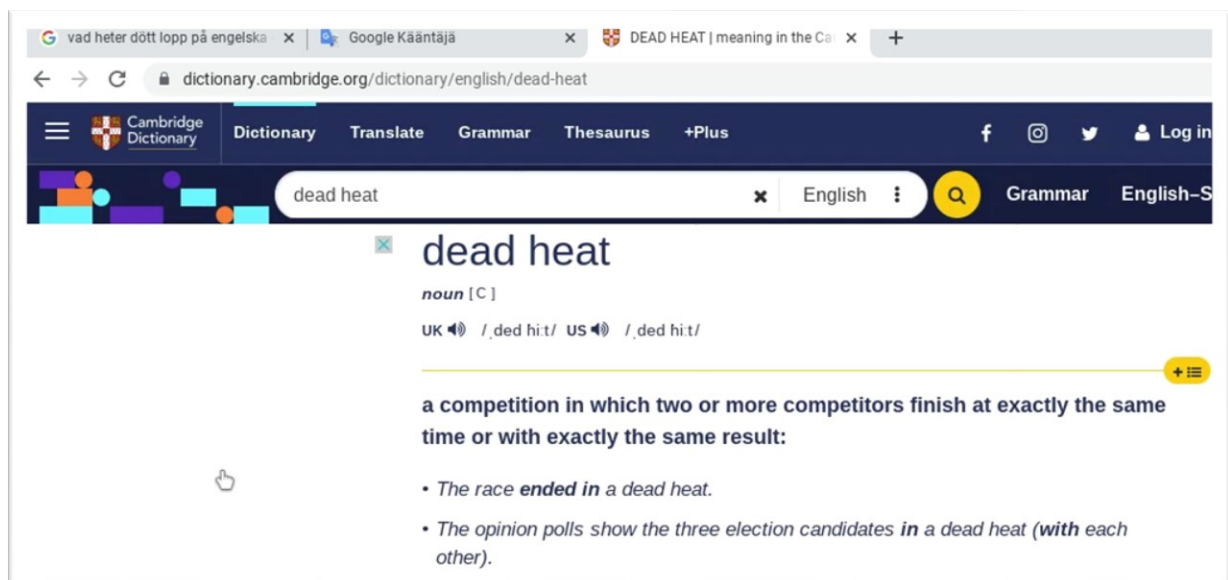 vad heter dött lopp på engelska
Google Kääntäjä
DEAD HEAT | meaning in the Ca
dictionary.cambridge.org/dictionary/english/dead-heat
Cambridge
Dictionary
Dictionary Translate Grammar Thesaurus +Plus
Log in
dead heat
English
Grammar English–S
dead heat
noun [ C ]
UK /ˌded ˈhiːt/ US /ˌded ˈhiːt/
a competition in which two or more competitors finish at exactly the same
time or with exactly the same result:
• The race ended in a dead heat.
• The opinion polls show the three election candidates in a dead heat (with each
other).